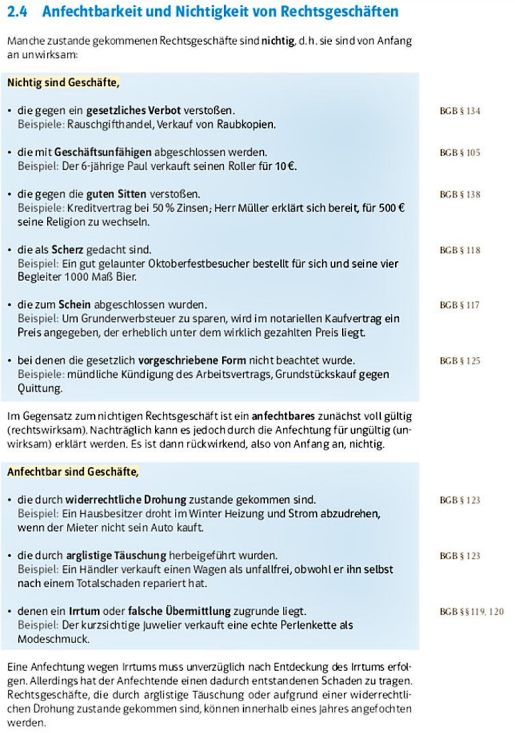 2.4 Anfechtbarkeit und Nichtigkeit von Rechtsgeschäften
Manche zustande gekommenen Rechtsgeschäfte sind nichtig, d.h. sie sind von Anfang
an unwirksam:
Nichtig sind Geschäfte,
• die gegen ein gesetzliches Verbot verstoßen. BGB § 134
Beispiele: Rauschgifthandel, Verkauf von Raubkopien.
• die mit Geschäftsunfähigen abgeschlossen werden. BGB § 105
Beispiel: Der 6-jährige Paul verkauft seinen Roller für 10 €.
• die gegen die guten Sitten verstoßen. BGB § 138
Beispiele: Kreditvertrag bei 50 % Zinsen; Herr Müller erklärt sich bereit, für 500 €
seine Religion zu wechseln.
• die als Scherz gedacht sind. BGB § 118
Beispiel: Ein gut gelaunter Oktoberfestbesucher bestellt für sich und seine vier
Begleiter 1000 Maß Bier.
• die zum Schein abgeschlossen wurden. BGB § 117
Beispiel: Um Grunderwerbsteuer zu sparen, wird im notariellen Kaufvertrag ein
Preis angegeben, der erheblich unter dem wirklich gezahlten Preis liegt.
• bei denen die gesetzlich vorgeschriebene Form nicht beachtet wurde. BGB § 125
Beispiele: mündliche Kündigung des Arbeitsvertrags, Grundstückskauf gegen
Quittung.
Im Gegensatz zum nichtigen Rechtsgeschäft ist ein anfechtbares zunächst voll gültig
(rechtswirksam). Nachträglich kann es jedoch durch die Anfechtung für ungültig (un-
wirksam) erklärt werden. Es ist dann rückwirkend, also von Anfang an, nichtig.
Anfechtbar sind Geschäfte,
• die durch widerrechtliche Drohung zustande gekommen sind. BGB § 123
Beispiel: Ein Hausbesitzer droht im Winter Heizung und Strom abzudrehen,
wenn der Mieter nicht sein Auto kauft.
• die durch arglistige Täuschung herbeigeführt wurden. BGB § 123
Beispiel: Ein Händler verkauft einen Wagen als unfallfrei, obwohl er ihn selbst
nach einem Totalschaden repariert hat.
• denen ein Irrtum oder falsche Übermittlung zugrunde liegt. BGB §§ 119, 120
Beispiel: Der kurzsichtige Juwelier verkauft eine echte Perlenkette als
Modeschmuck.
Eine Anfechtung wegen Irrtums muss unverzüglich nach Entdeckung des Irrtums erfol-
gen. Allerdings hat der Anfechtende einen dadurch entstandenen Schaden zu tragen.
Rechtsgeschäfte, die durch arglistige Täuschung oder aufgrund einer widerrechtli-
chen Drohung zustande gekommen sind, können innerhalb eines Jahres angefochten
werden.